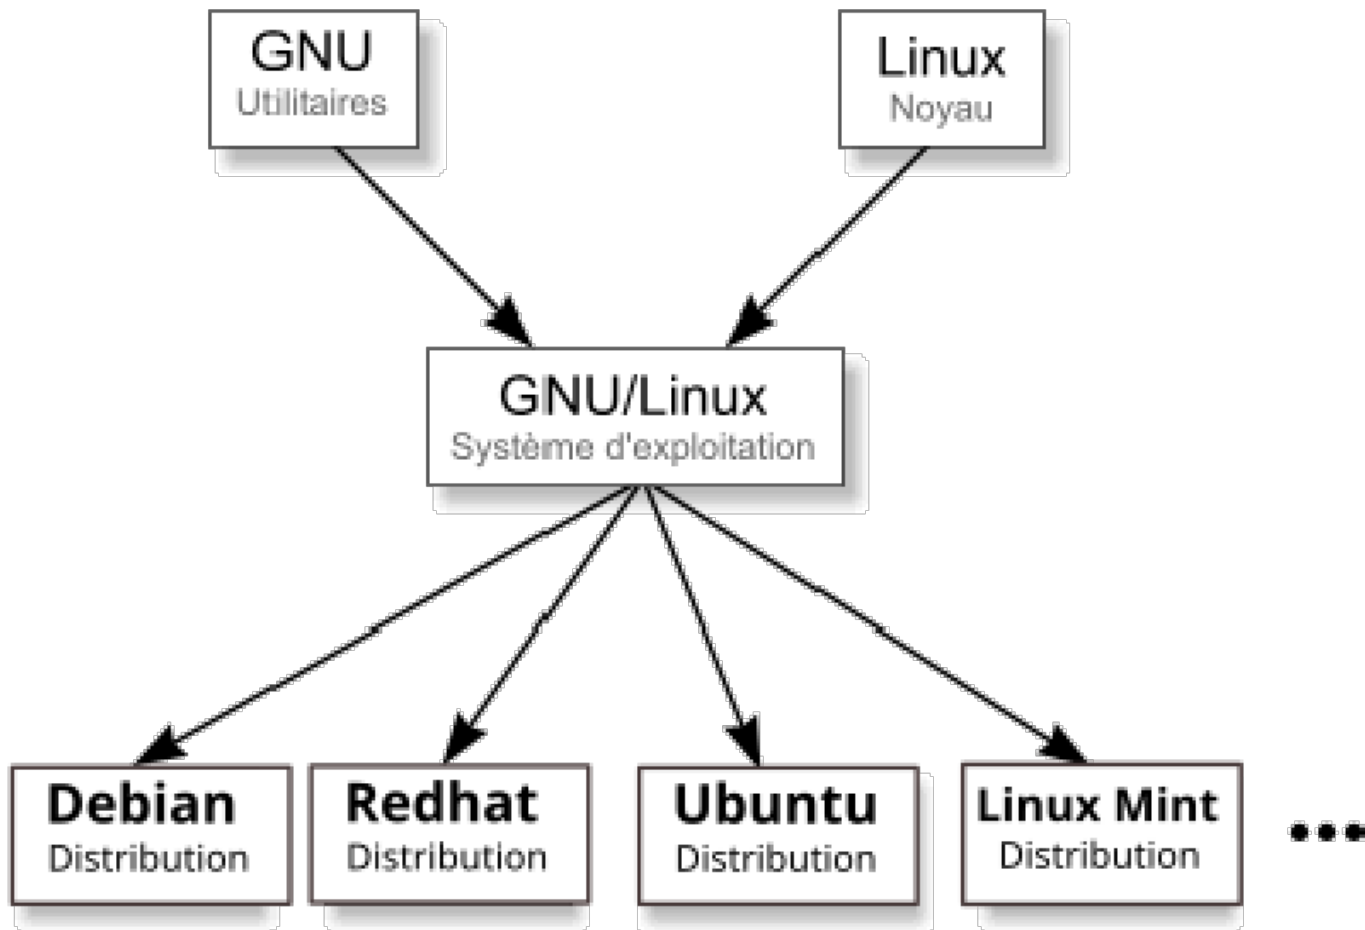 GNU
Utilitaires
Linux
Noyau
GNU/Linux
Système d'exploitation
Debian
Distribution
Redhat
Distribution
Ubuntu
Distribution
Linux Mint
Distribution
...